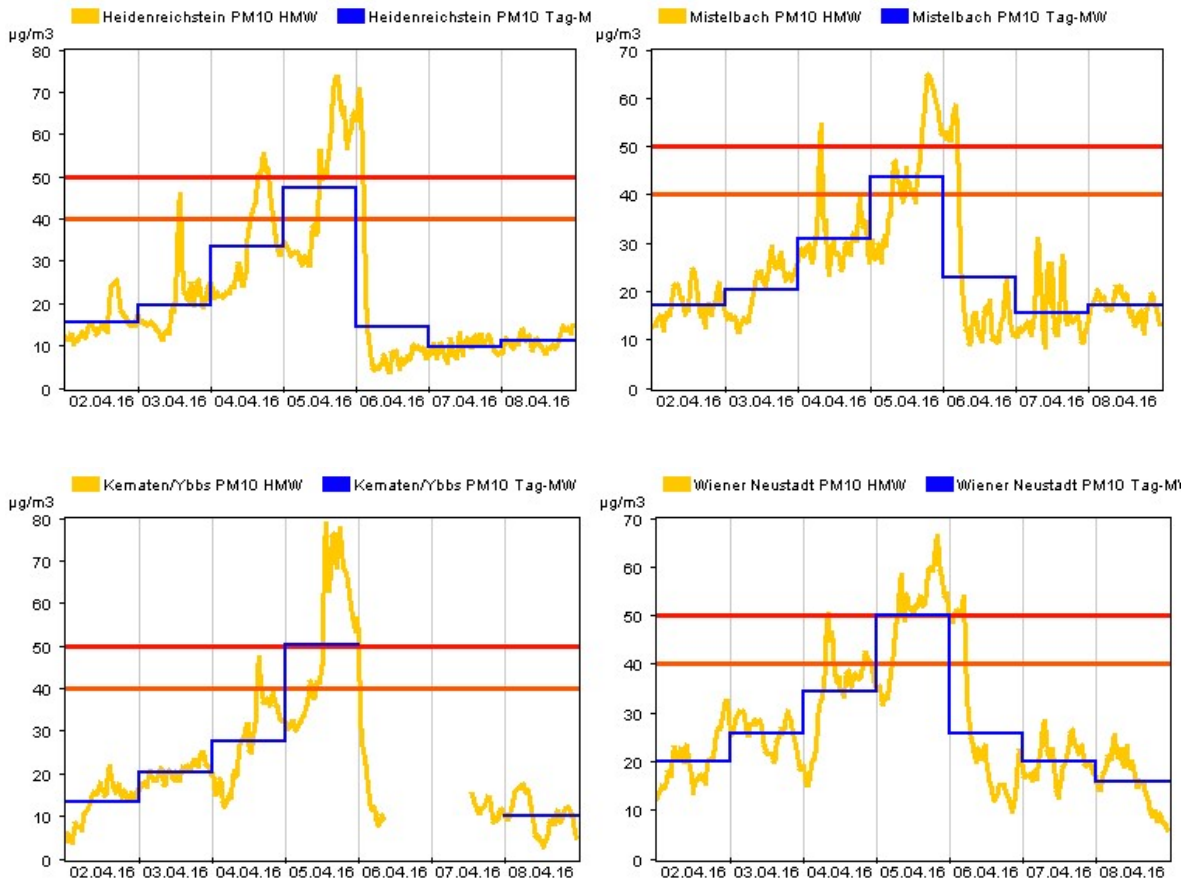 Heidenreichstein PM10 HMW Heidenreichstein PM10 Tag-M
µg/m3
80
70
60
50
40
30
20
10
0
02.04.16 03.04.16 04.04.16 05.04.16 06.04.16 07.04.16 08.04.16
Mistelbach PM10 HMW Mistelbach PM10 Tag-MW
µg/m3
70
60
50
40
30
20
10
0
02.04.16 03.04.16 04.04.16 05.04.16 06.04.16 07.04.16 08.04.16
Kematen/Ybbs PM10 HMW Kematen/Ybbs PM10 Tag-MW
µg/m3
80
70
60
50
40
30
20
10
0
02.04.16 03.04.16 04.04.16 05.04.16 06.04.16 07.04.16 08.04.16
Wiener Neustadt PM10 HMW Wiener Neustadt PM10 Tag-MW
µg/m3
70
60
50
40
30
20
10
0
02.04.16 03.04.16 04.04.16 05.04.16 06.04.16 07.04.16 08.04.16